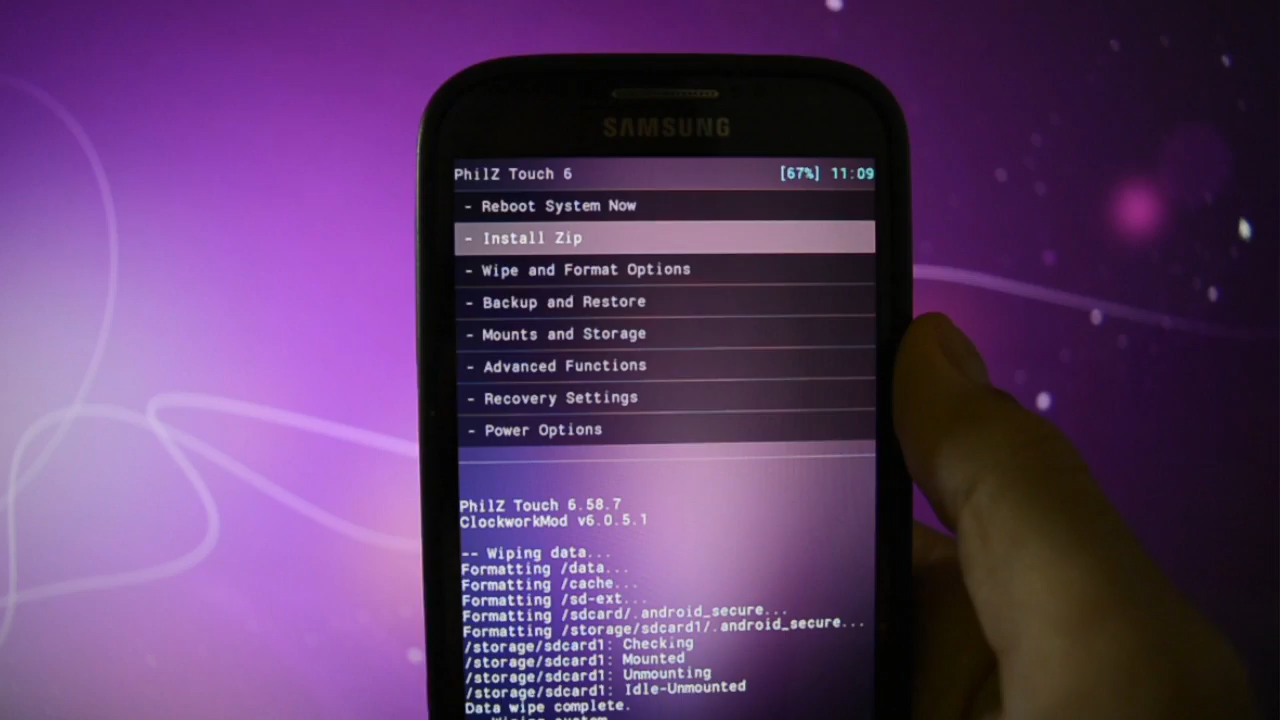 SAMSUNG
PhilZ Touch 6 [67%] 11:09
- Reboot System Now
- Install Zip
- Wipe and Format Options
- Backup and Restore
- Mounts and Storage
- Advanced Functions
- Recovery Settings
- Power Options
PhilZ Touch 6.58.7
ClockworkMod v6.0.5.1
-- Wiping data...
Formatting /data...
Formatting /cache...
Formatting /sd-ext...
Formatting /sdcard/.android_secure...
Formatting /storage/sdcard1/.android_secure...
/storage/sdcard1: Checking
/storage/sdcard1: Mounted
/storage/sdcard1: Unmounting
/storage/sdcard1: Idle-Unmounted
Data wipe complete.